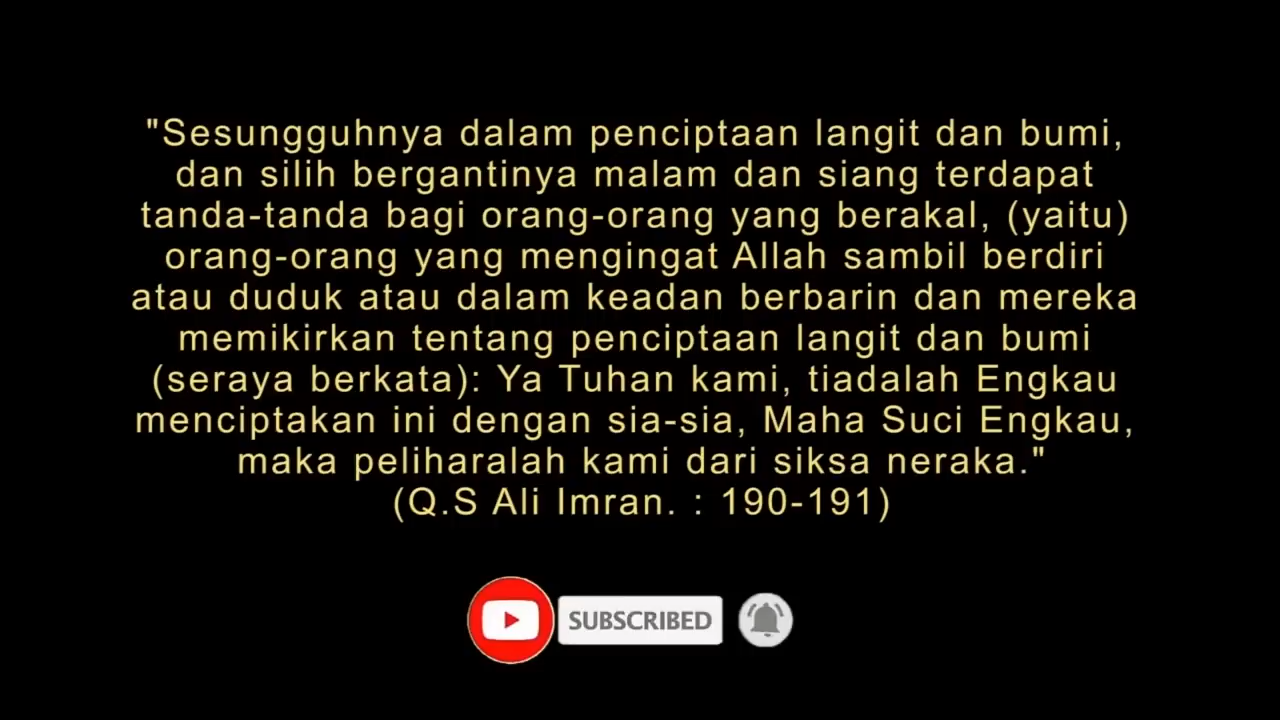 "Sesungguhnya dalam penciptaan langit dan bumi,
dan silih bergantinya malam dan siang terdapat
tanda-tanda bagi orang-orang yang berakal, (yaitu)
orang-orang yang mengingat Allah sambil berdiri
atau duduk atau dalam keadan berbarin dan mereka
memikirkan tentang penciptaan langit dan bumi
(seraya berkata): Ya Tuhan kami, tiadalah Engkau
menciptakan ini dengan sia-sia, Maha Suci Engkau,
maka peliharalah kami dari siksa neraka."
(Q.S Ali Imran. : 190-191)
SUBSCRIBED